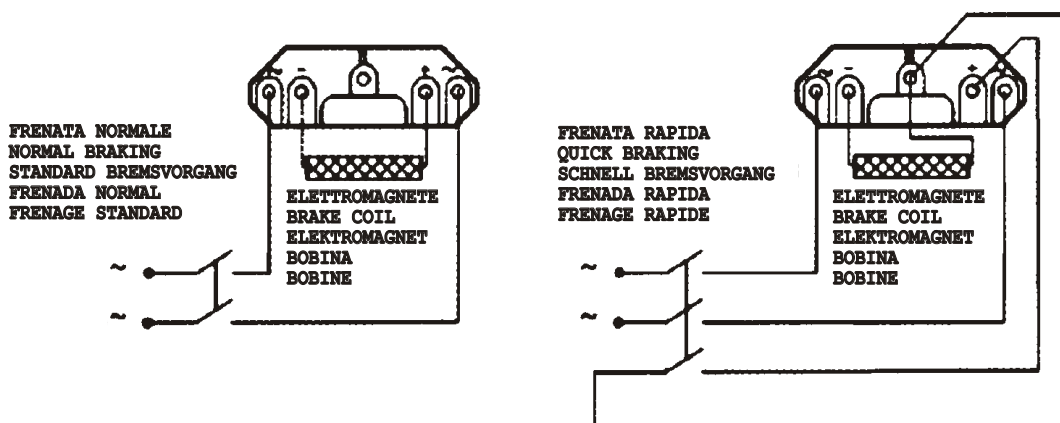 ~ - + ~
FRENATA NORMALE
NORMAL BRAKING
STANDARD BREMSVORGANG
FRENADA NORMAL
FRENAGE STANDARD
ELETTROMAGNETE
BRAKE COIL
ELEKTROMAGNET
BOBINA
BOBINE
~
~
~ - +
FRENATA RAPIDA
QUICK BRAKING
SCHNELL BREMSVORGANG
FRENADA RAPIDA
FRENAGE RAPIDE
ELETTROMAGNETE
BRAKE COIL
ELEKTROMAGNET
BOBINA
BOBINE
~
~